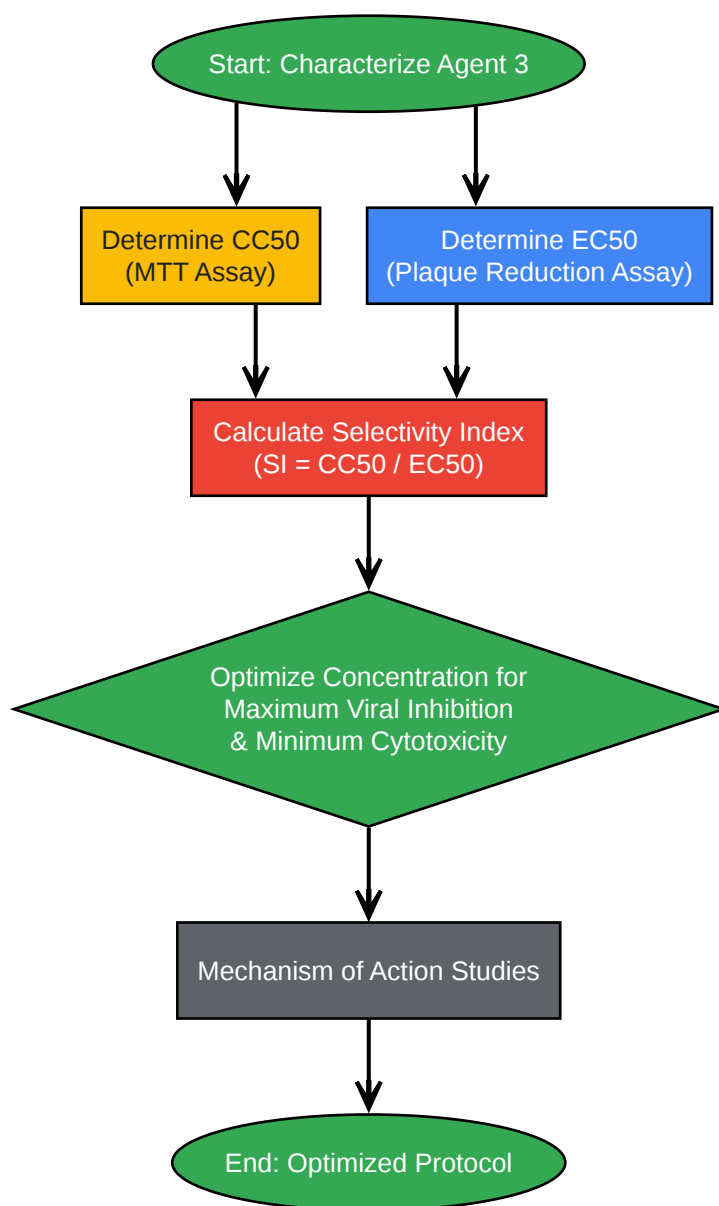 Start: Characterize Agent 3
Determine CC50
(MTT Assay)
Determine EC50
(Plaque Reduction Assay)
Calculate Selectivity Index
(SI = CC50 / EC50)
Optimize Concentration for
Maximum Viral Inhibition
& Minimum Cytotoxicity
Mechanism of Action Studies
End: Optimized Protocol